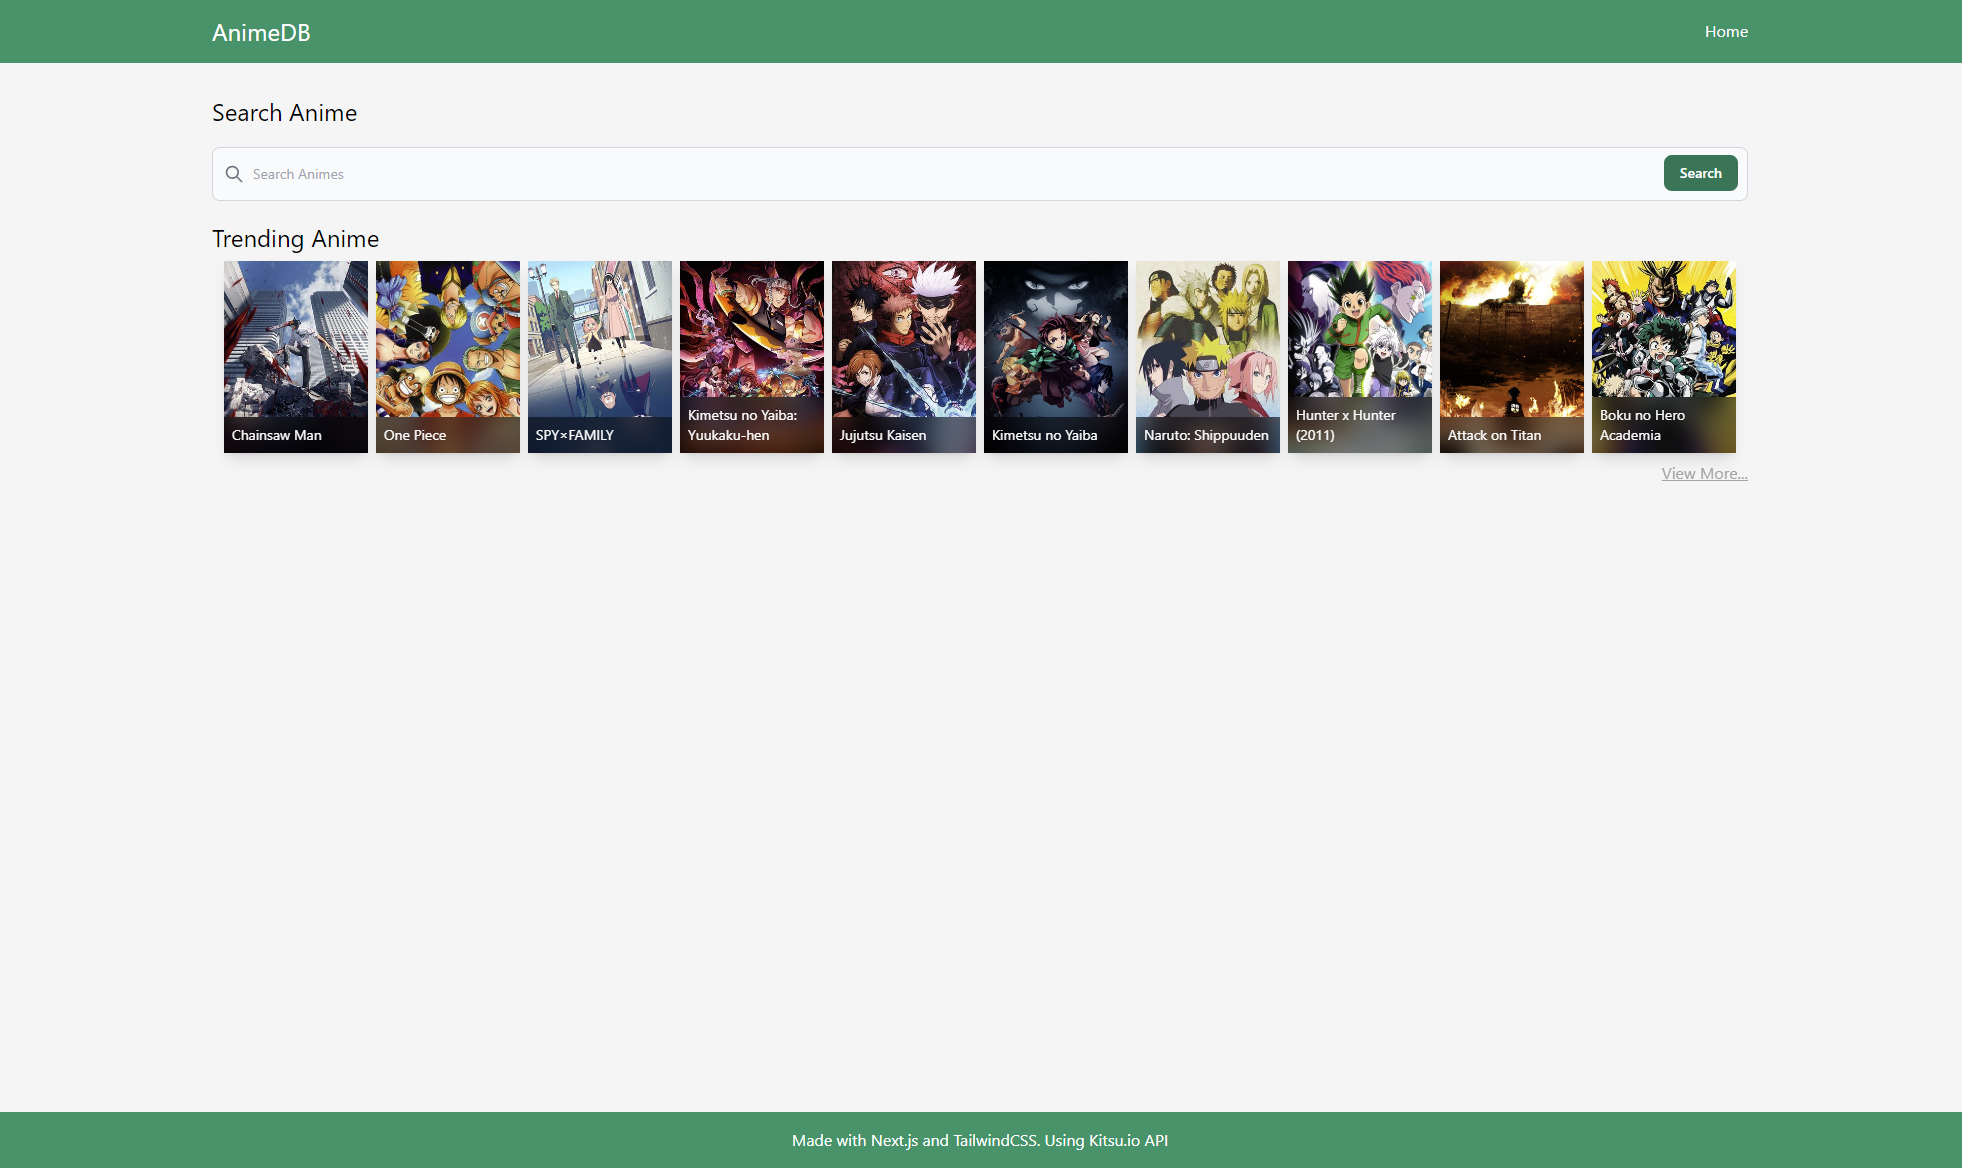 AnimeDB
Home
Search Anime
Search Animes
Search
Trending Anime
Chainsaw Man
One Piece
SPY×FAMILY
Kimetsu no Yaiba:
Yuukaku-hen
Jujutsu Kaisen
Kimetsu no Yaiba
Naruto: Shippuuden
Hunter x Hunter
(2011)
Attack on Titan
Boku no Hero
Academia
View More...
Made with Next.js and TailwindCSS. Using Kitsu.io API